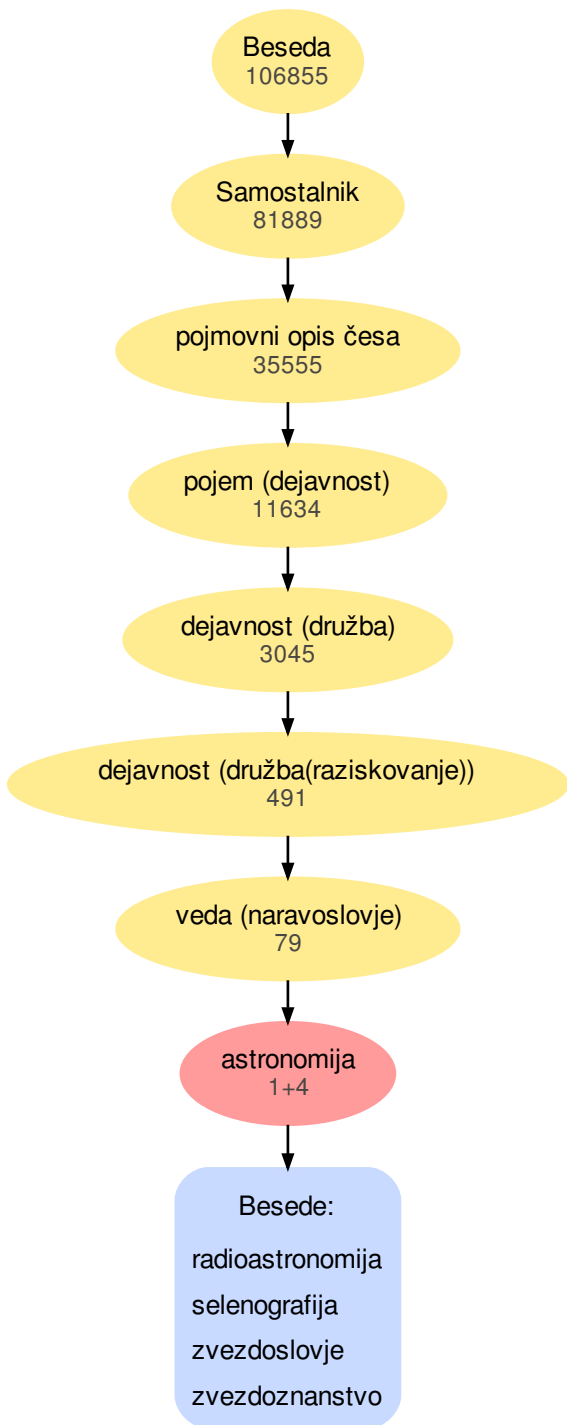 Beseda
106855
Samostalnik
81889
pojmovni opis česa
35555
pojem (dejavnost)
11634
dejavnost (družba)
3045
dejavnost (družba(raziskovanje))
491
veda (naravoslovje)
79
astronomija
1+4
Besede:
radioastronomija
selenografija
zvezdoslovje
zvezdoznanstvo